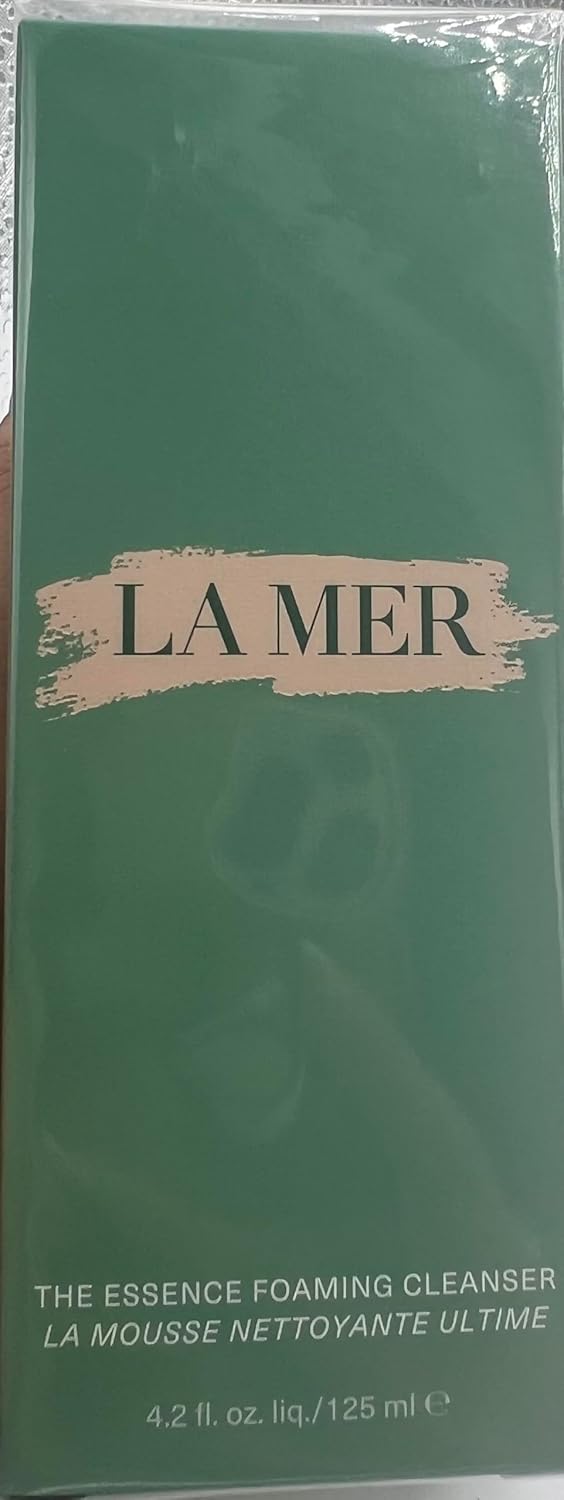 LA MER
THE ESSENCE FOAMING CLEANSER
LA MOUSSE NETTOYANTE ULTIME
4.2 fl. oz. liq./125 ml ℮